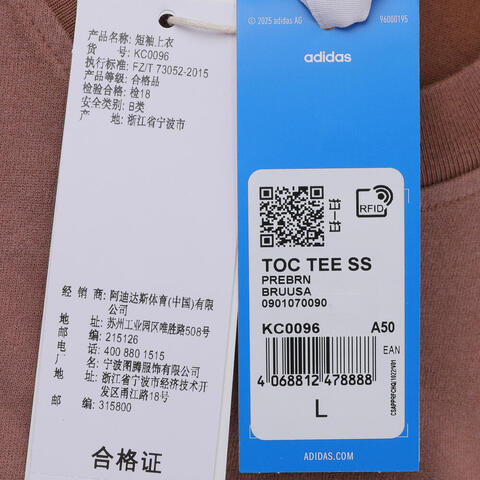 产品名称: 短袖上衣
货 号: KC0096
执行标准: FZ/T 73052-2015
产品等级: 合格品
检验合格: 检18
安全类别: B类
产 地: 浙江省宁波市
经 销 商: 阿迪达斯体育(中国)有限公司
地 址: 苏州工业园区唯胜路508号
邮 编: 215126
电 话: 400 880 1515
厂 名: 宁波图腾服饰有限公司
厂 址: 浙江省宁波市经济技术开发区甬江路18号
邮 编: 315800
合格证
© 2025 adidas AG
96000195
adidas
RFID
TOC TEE SS
PREBRN
BRUUSA
0901070090
KC0096 A50
EAN
4 068812 478888
L
ADIDAS.COM